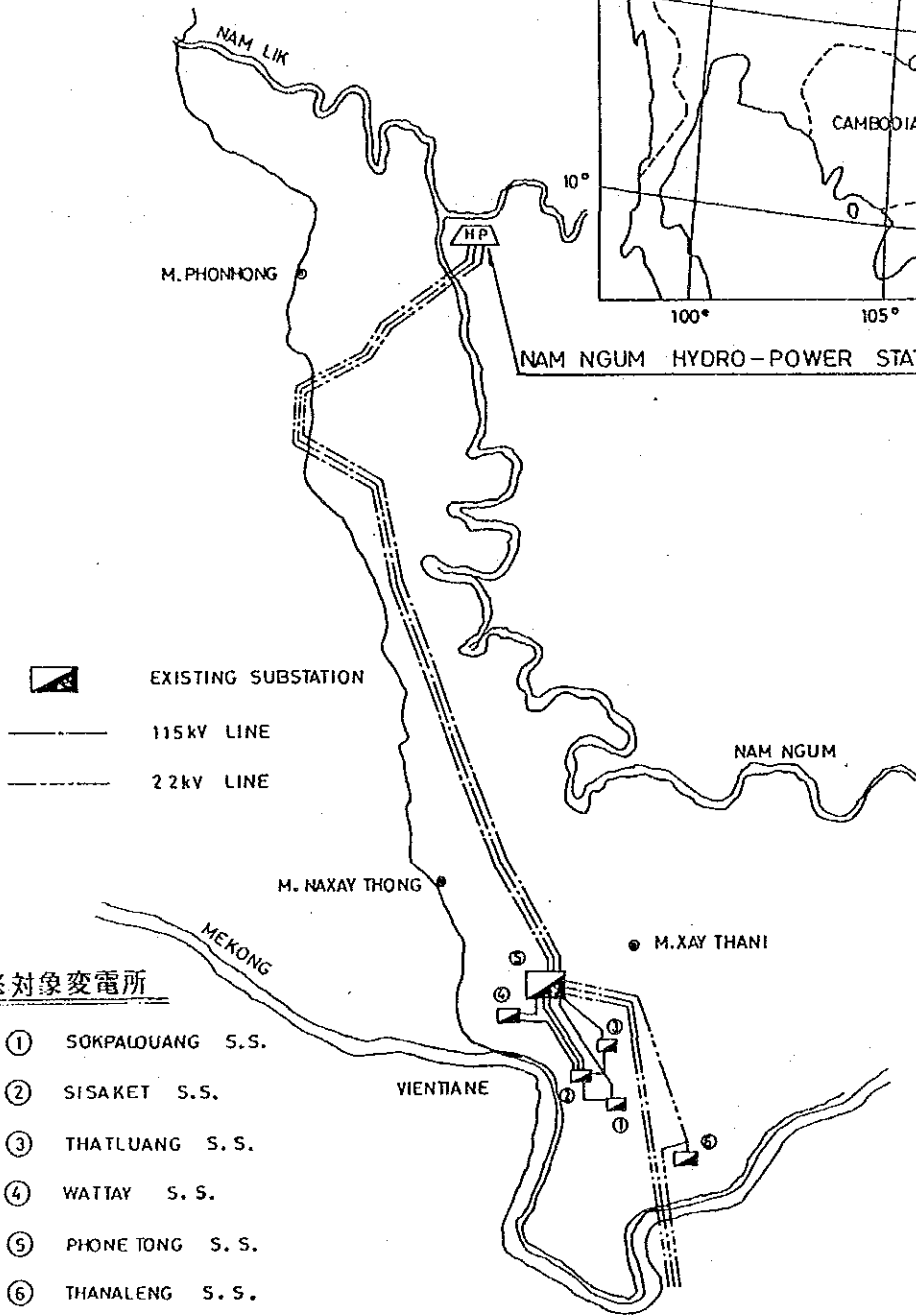 NAM LIK
CAMBODIA
10°
HP
M. PHONHONG
100°
105°
NAM NGUM HYDRO-POWER STAT
EXISTING SUBSTATION
115kV LINE
22kV LINE
NAM NGUM
M. NAXAY THONG
MEKONG
M.XAY THANI
対象変電所
⑤
④
③
① SOKPALOUANG S.S.
VIENTIANE
②
② SISAKET S.S.
①
③ THATLUANG S.S.
⑥
④ WATTAY S.S.
⑤ PHONE TONG S.S.
⑥ THANALENG S.S.